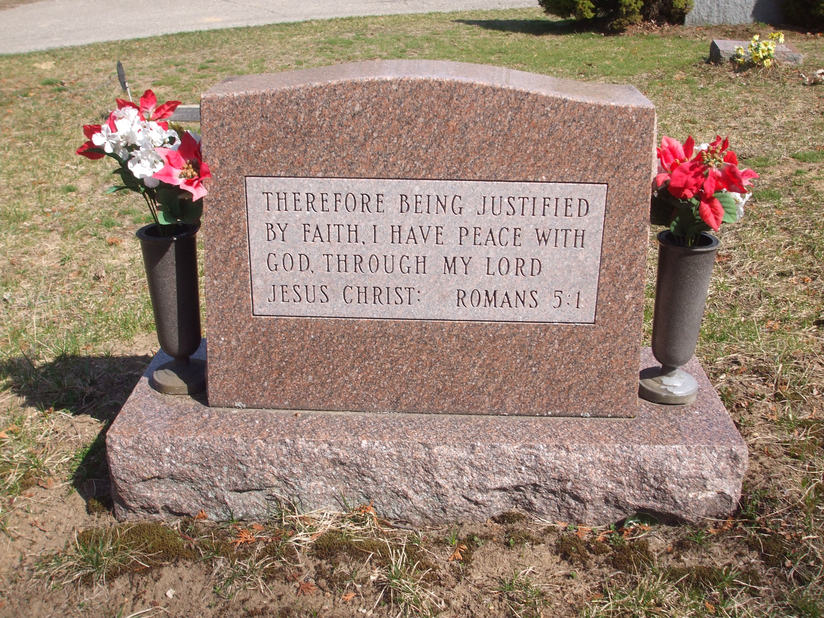 THEREFORE BEING JUSTIFIED
BY FAITH, I HAVE PEACE WITH
GOD, THROUGH MY LORD
JESUS CHRIST: ROMANS 5:1